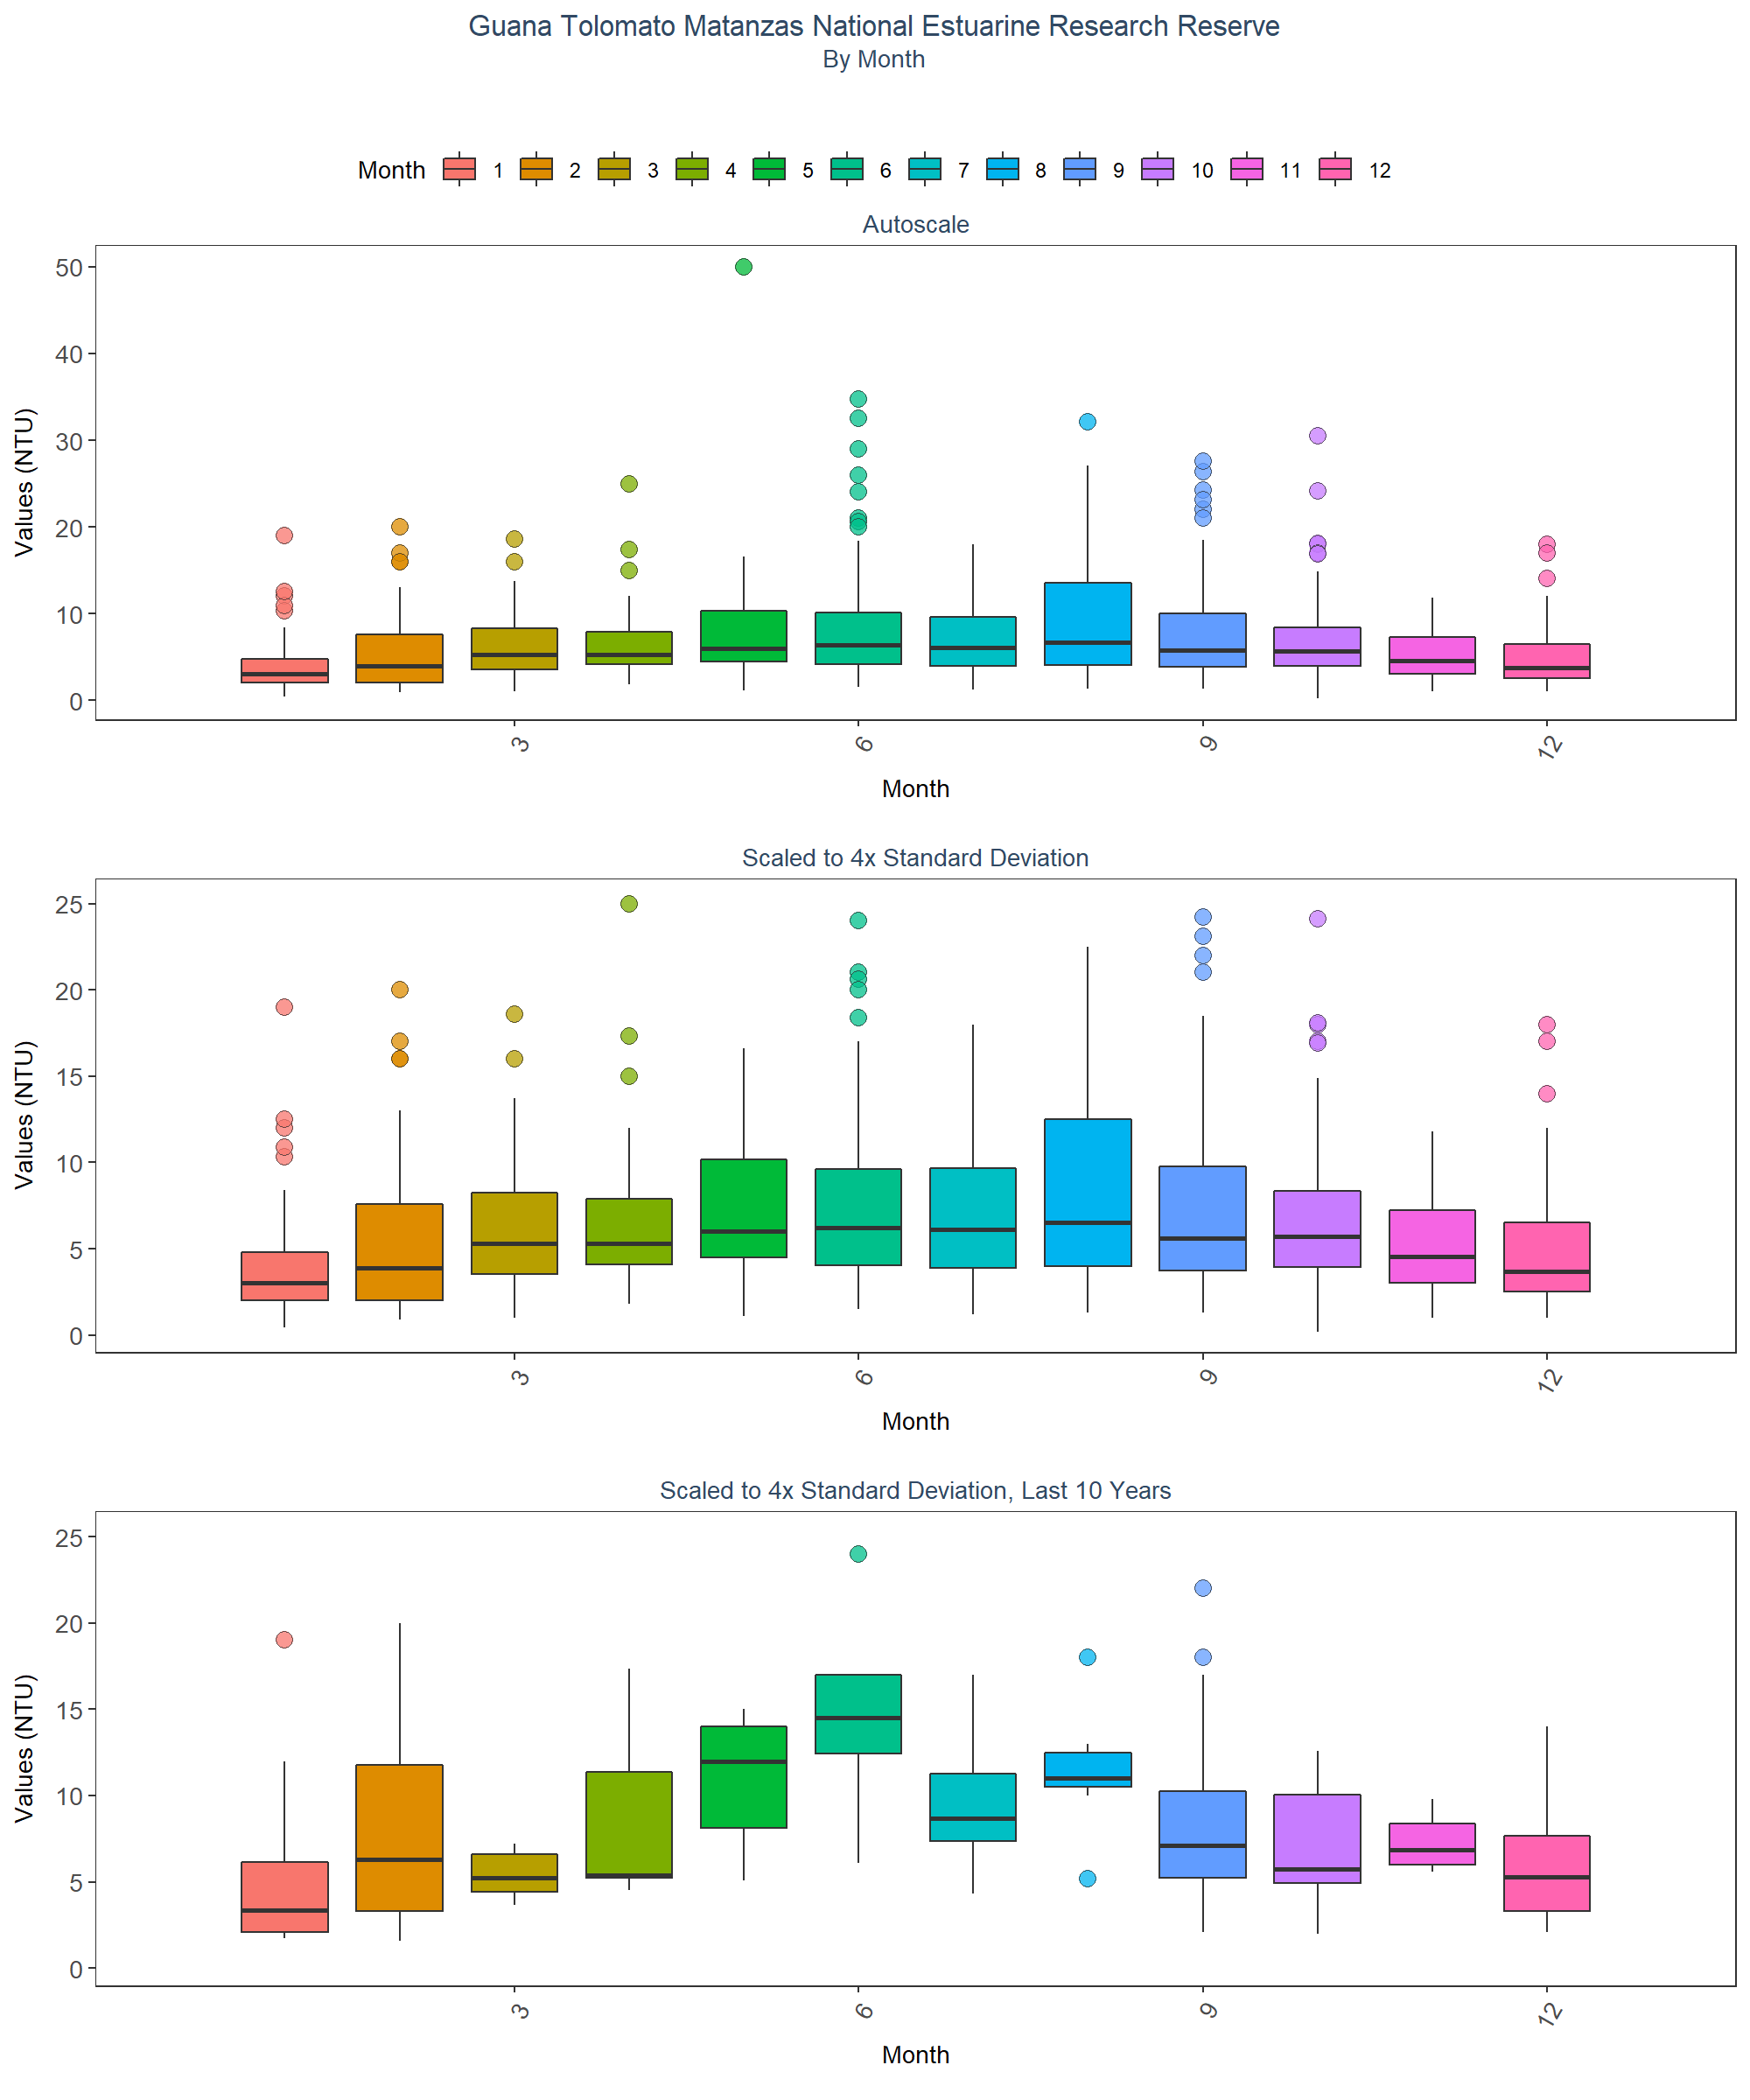 Guana Tolomato Matanzas National Estuarine Research Reserve
By Month
Month 1 2 3 4 5 6 7 8 9 10 11 12
Autoscale
Values (NTU)
50
40
30
20
10
0
3 6 9 12
Month
Scaled to 4x Standard Deviation
Values (NTU)
25
20
15
10
5
0
3 6 9 12
Month
Scaled to 4x Standard Deviation, Last 10 Years
Values (NTU)
25
20
15
10
5
0
3 6 9 12
Month